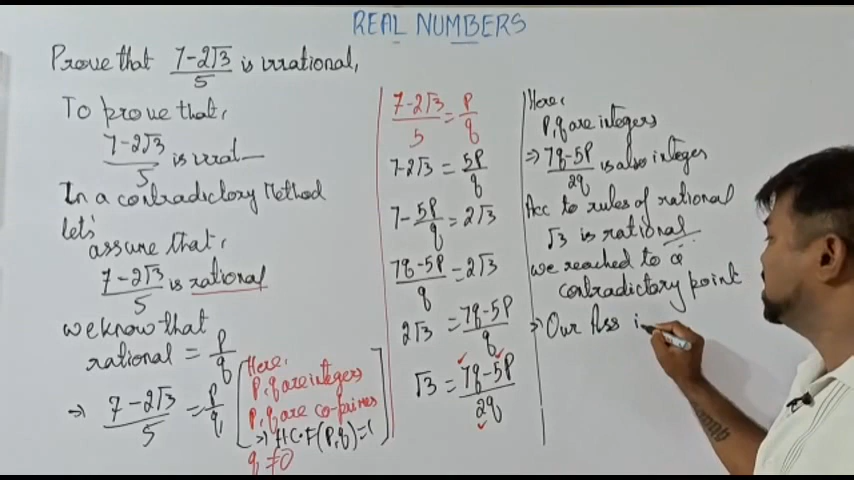 REAL NUMBERS
Prove that 7-2√3/5 is irrational,
To prove that,
7-2√3/5 is irrat—
In a contradictory Method
lets'
assume that,
7-2√3/5 is rational
we know that
rational = P/q
⇒ 7-2√3/5 = P/q,
Here,
P, q are integers
P, q are co-primes
⇒ H.C.F(P,q)=1
q ≠ 0
7-2√3/5 = P/q
7-2√3 = 5P/q
7-5P/q = 2√3
7q-5P/q = 2√3
2√3 = 7q-5P/q
√3 = 7q-5P/2q
Here,
P, q are integers
⇒ 7q-5P/2q is also integer
Acc to rules of rational
√3 is rational
we reached to a
contradictory point
⇒ Our Ass i